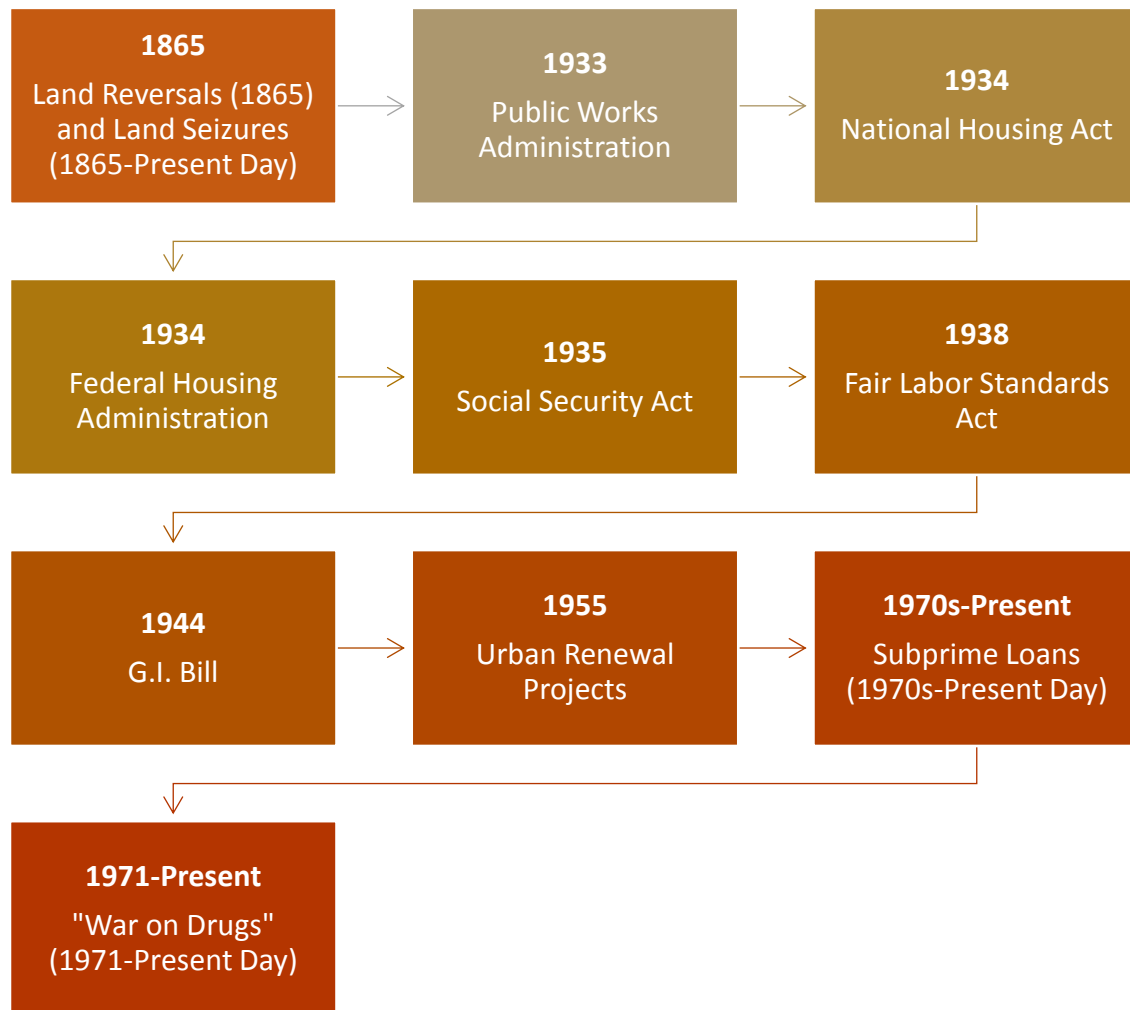 1865
Land Reversals (1865)
and Land Seizures
(1865-Present Day)
1933
Public Works
Administration
1934
National Housing Act
1934
Federal Housing
Administration
1935
Social Security Act
1938
Fair Labor Standards
Act
1944
G.I. Bill
1955
Urban Renewal
Projects
1970s-Present
Subprime Loans
(1970s-Present Day)
1971-Present
"War on Drugs"
(1971-Present Day)